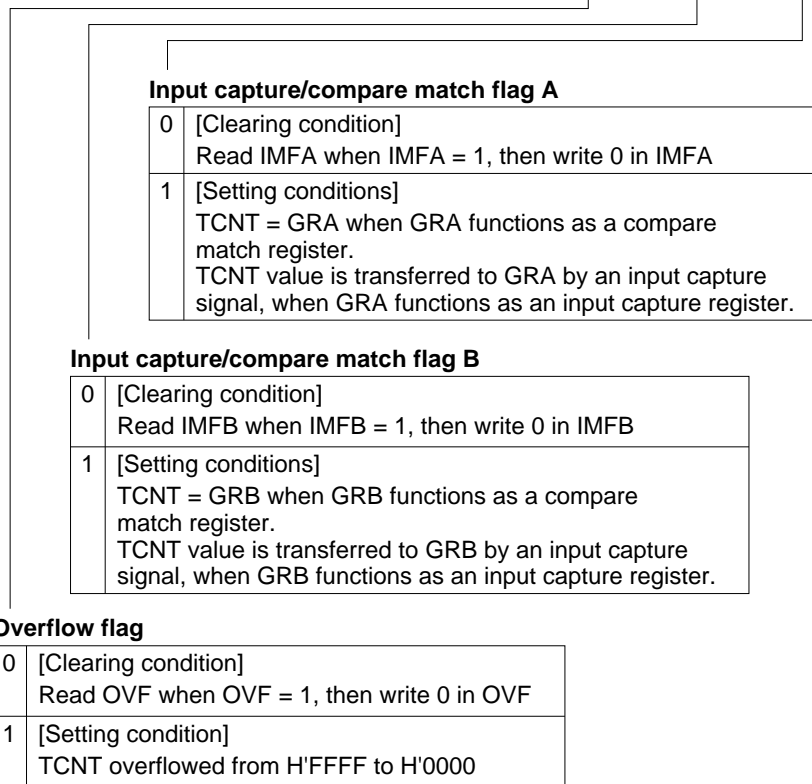 Input capture/compare match flag A
0 [Clearing condition]
Read IMFA when IMFA = 1, then write 0 in IMFA
1 [Setting conditions]
TCNT = GRA when GRA functions as a compare
match register.
TCNT value is transferred to GRA by an input capture
signal, when GRA functions as an input capture register.
Input capture/compare match flag B
0 [Clearing condition]
Read IMFB when IMFB = 1, then write 0 in IMFB
1 [Setting conditions]
TCNT = GRB when GRB functions as a compare
match register.
TCNT value is transferred to GRB by an input capture
signal, when GRB functions as an input capture register.
Overflow flag
0 [Clearing condition]
Read OVF when OVF = 1, then write 0 in OVF
1 [Setting condition]
TCNT overflowed from H'FFFF to H'0000